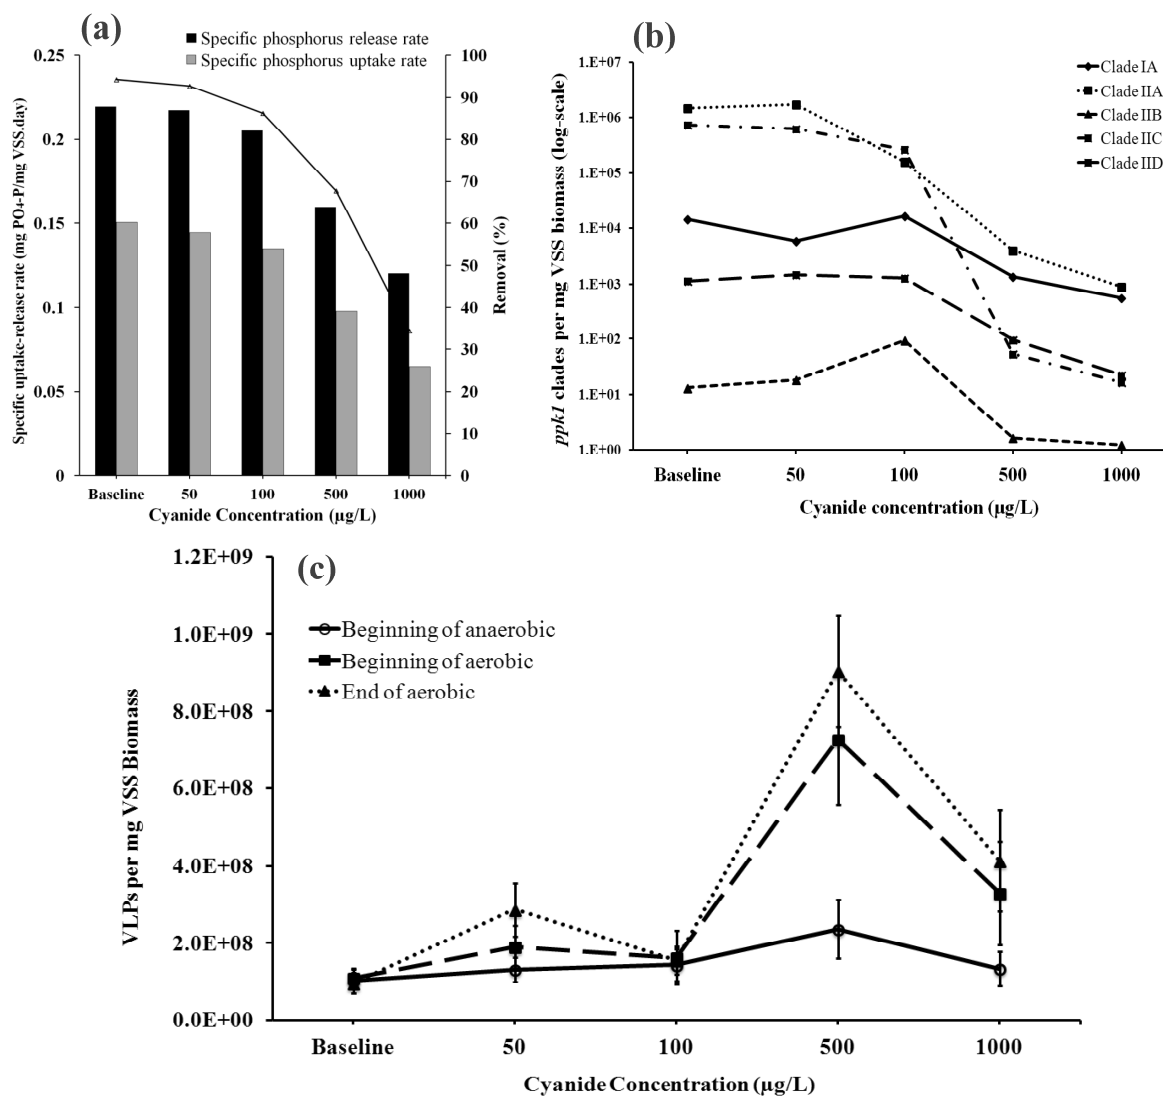 (a)
Specific phosphorus release rate
Specific phosphorus uptake rate
Specific uptake-release rate (mg PO4-P/mg VSS.day)
0.25
0.2
0.15
0.1
0.05
0
100
90
80
70
60
50
40
30
20
10
0
Removal (%)
Baseline 50 100 500 1000
Cyanide Concentration (µg/L)
(b)
ppk1 clades per mg VSS biomass (log-scale)
1.E+07
1.E+06
1.E+05
1.E+04
1.E+03
1.E+02
1.E+01
1.E+00
Clade IA
Clade IIA
Clade IIB
Clade IIC
Clade IID
Baseline 50 100 500 1000
Cyanide concentration (µg/L)
(c)
VLPs per mg VSS Biomass
1.2E+09
1.0E+09
8.0E+08
6.0E+08
4.0E+08
2.0E+08
0.0E+00
Beginning of anaerobic
Beginning of aerobic
End of aerobic
Baseline 50 100 500 1000
Cyanide Concentration (µg/L)